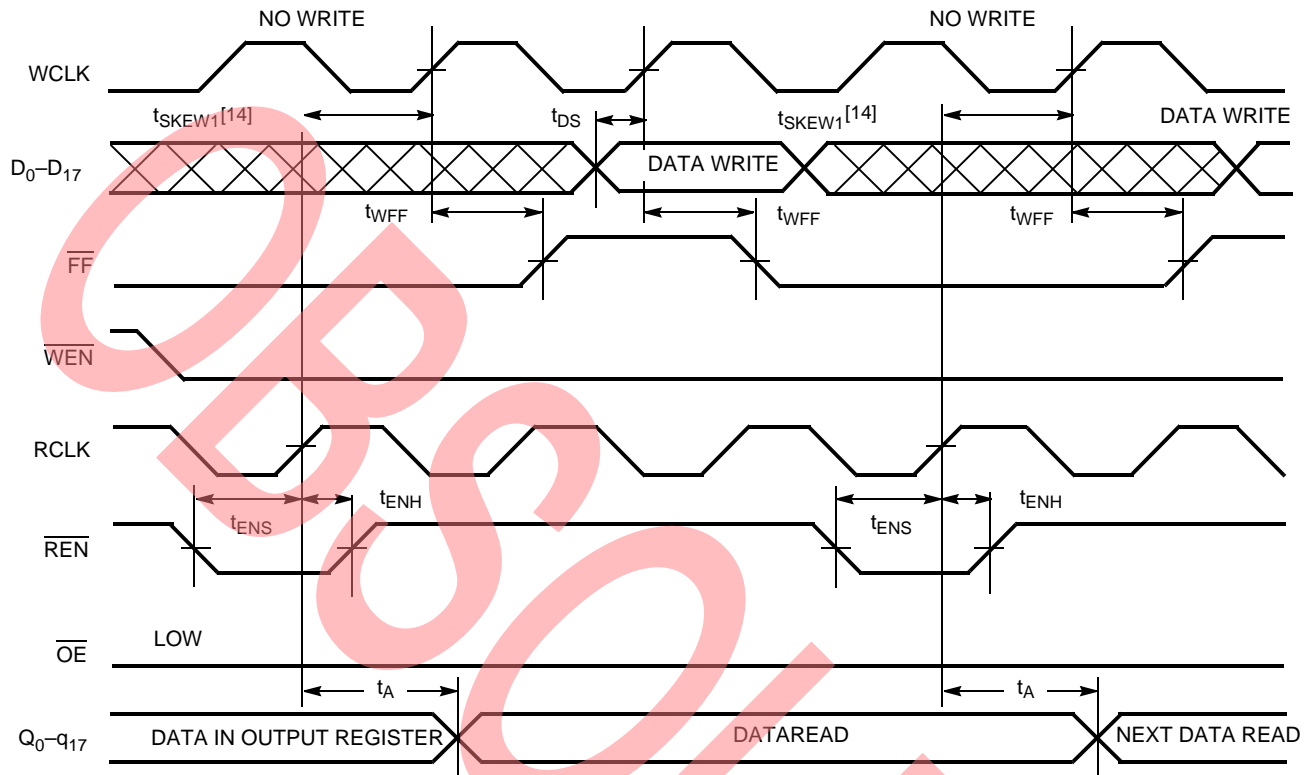 NO WRITE NO WRITE
WCLK
tSKEW1[14] tDS tSKEW1[14] DATA WRITE
D0–D17 DATA WRITE
tWFF tWFF tWFF
FF
WEN
RCLK
tENS tENH tENS tENH
REN
LOW
OE
tA tA
Q0–q17 DATA IN OUTPUT REGISTER DATAREAD NEXT DATA READ
OBSOL